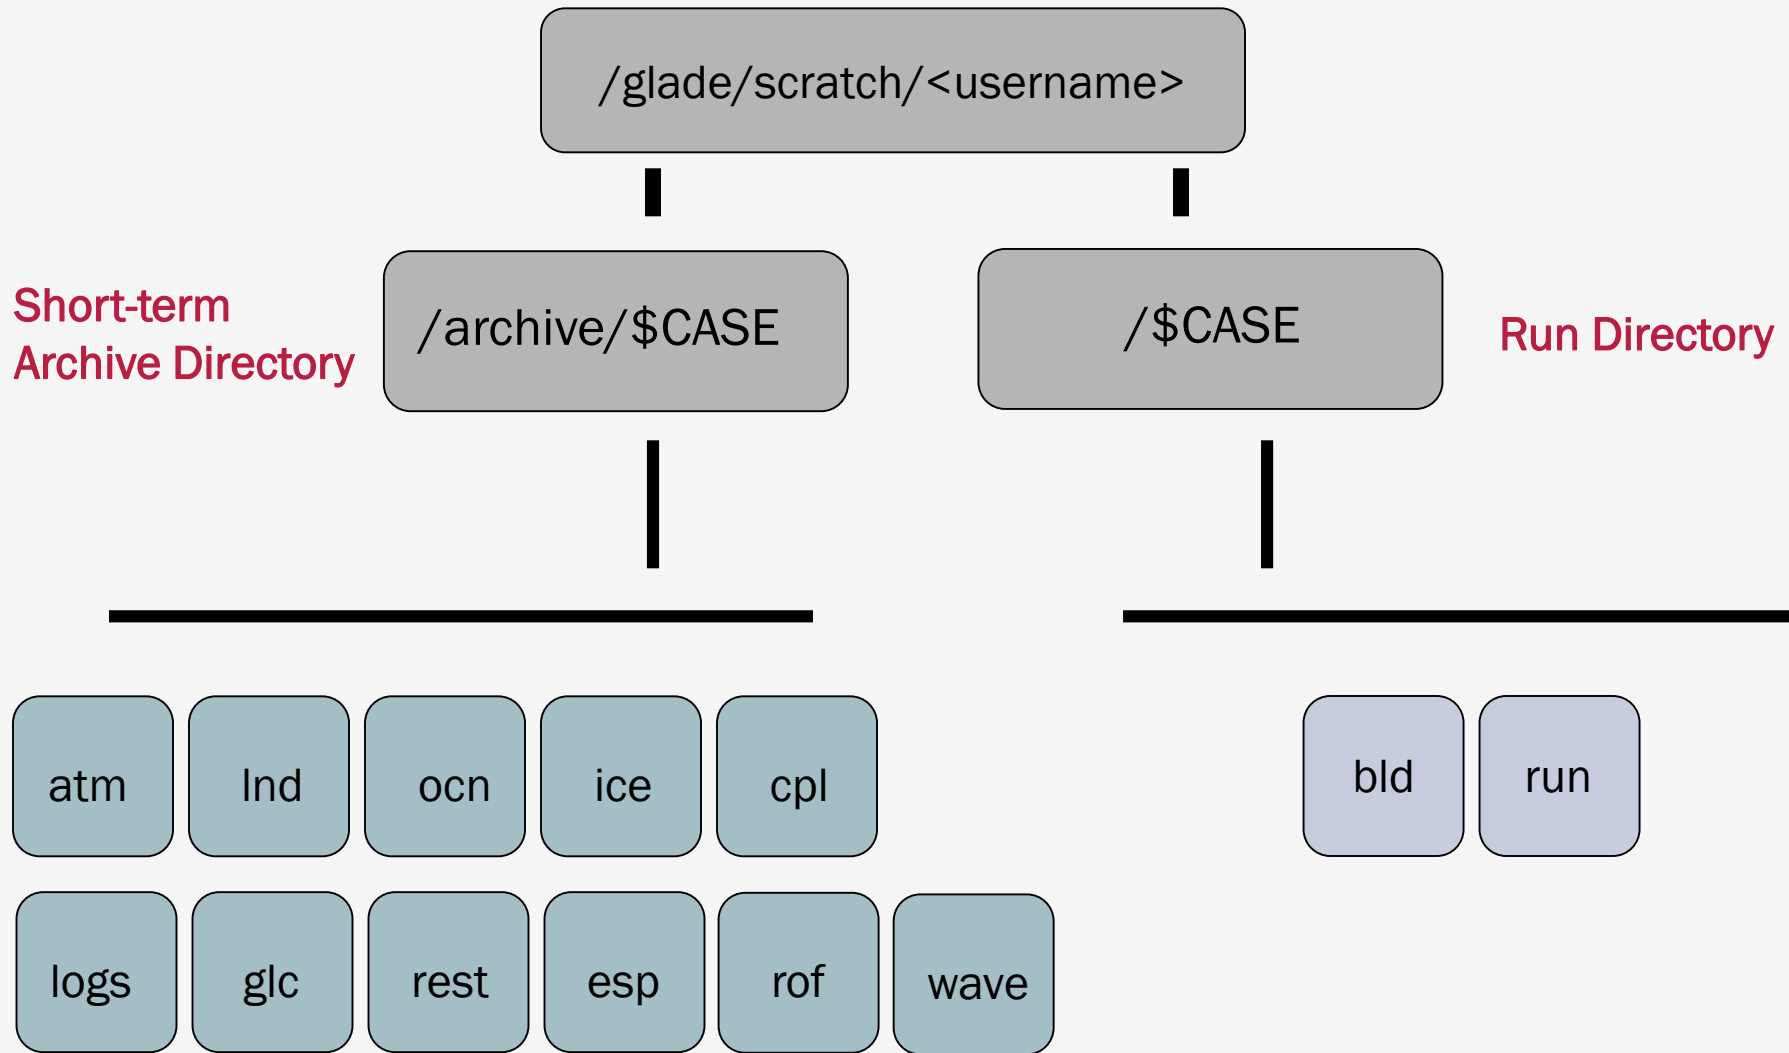 /glade/scratch/<username>
Short-term
Archive Directory
/archive/$CASE
/$CASE
Run Directory
atm
lnd
ocn
ice
cpl
bld
run
logs
glc
rest
esp
rof
wave